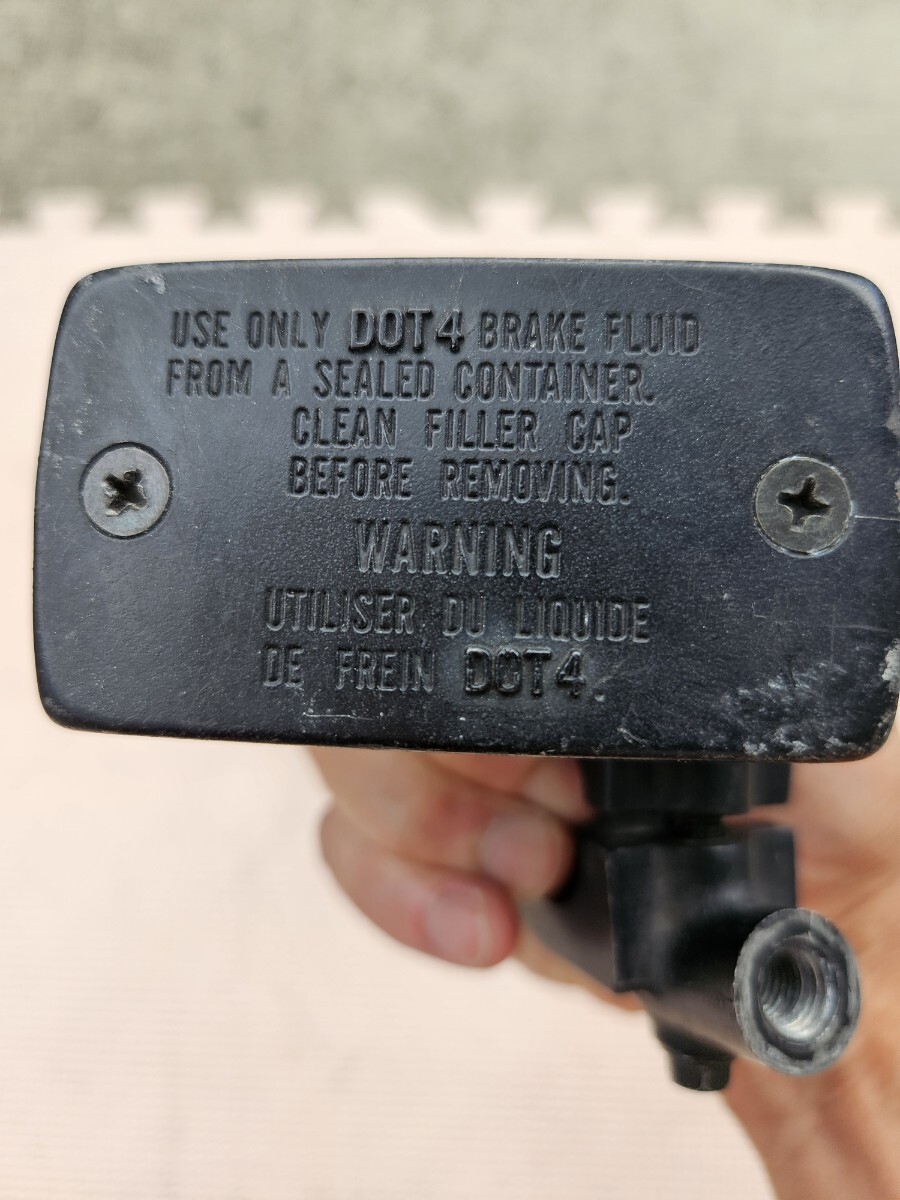 USE ONLY DOT4 BRAKE FLUID
FROM A SEALED CONTAINER.
CLEAN FILLER CAP
BEFORE REMOVING.
WARNING
UTILISER DU LIQUIDE
DE FREIN DOT4.